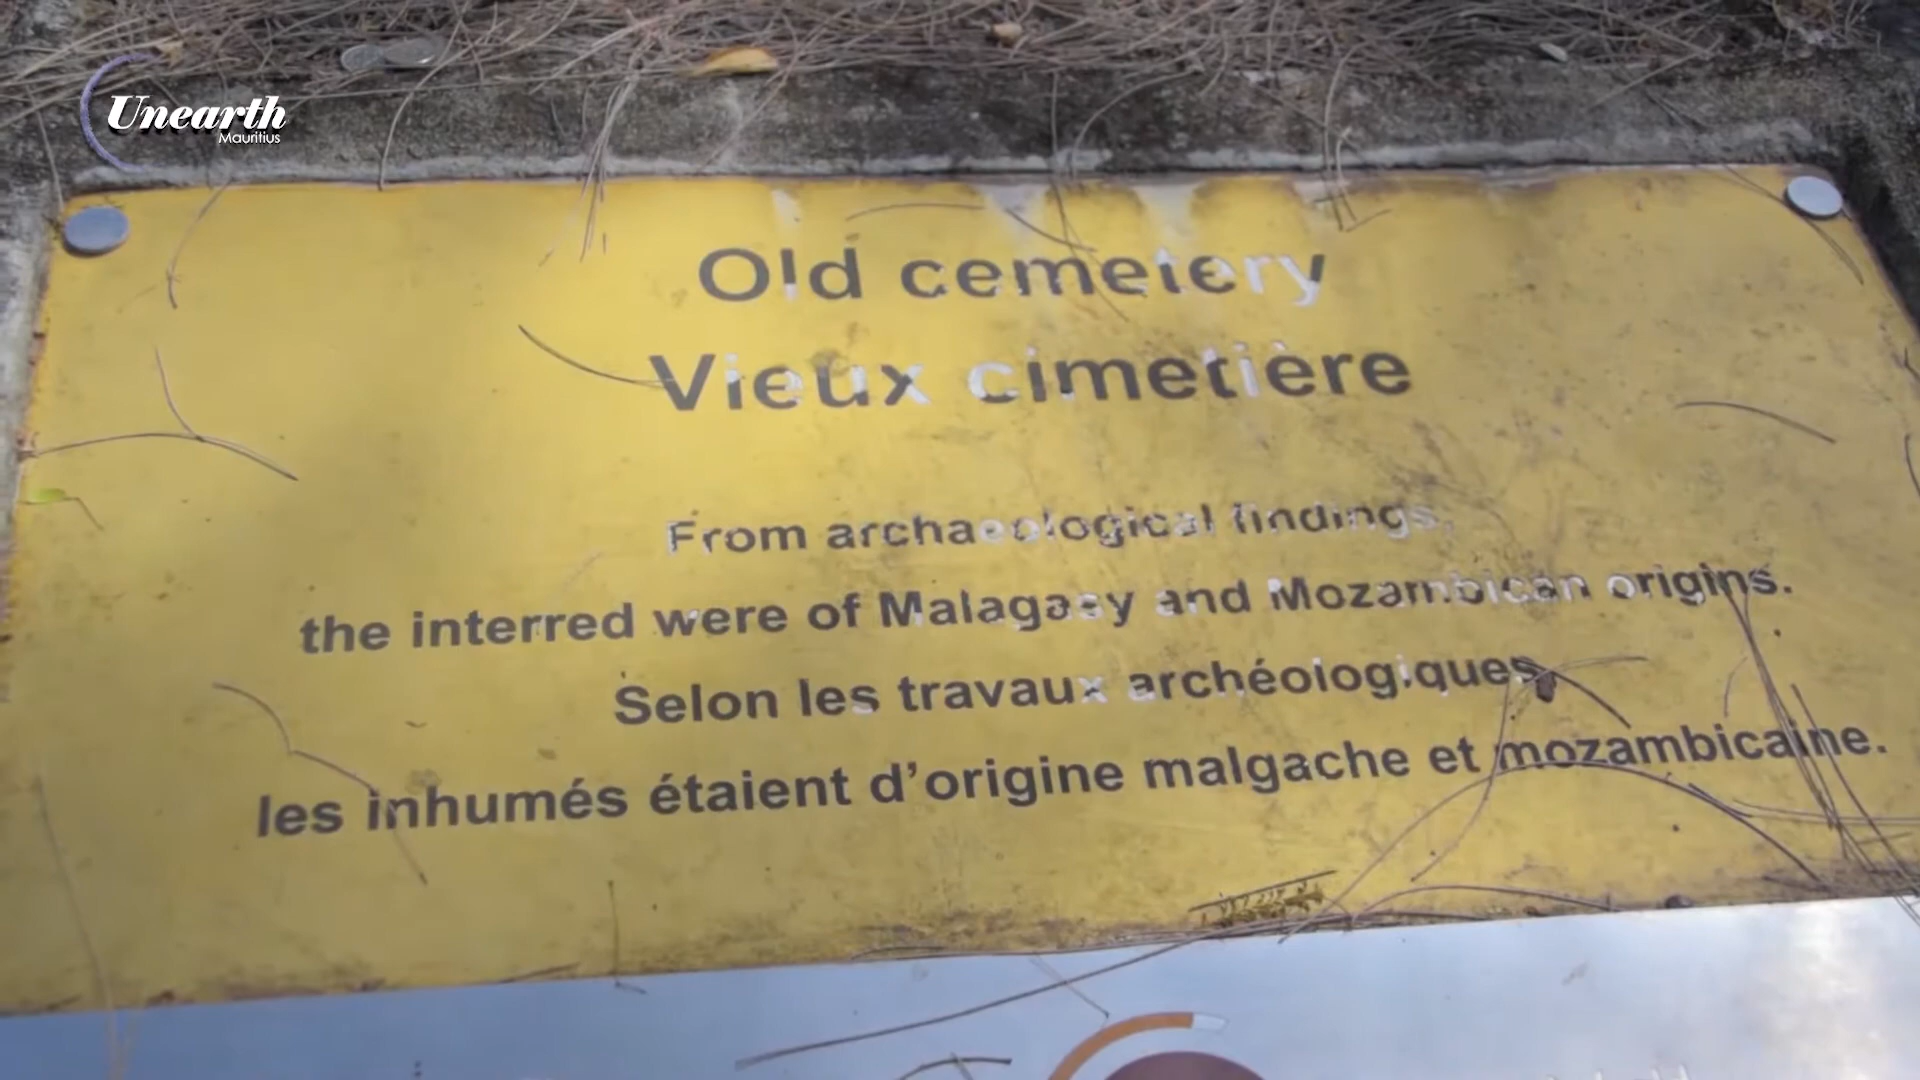 Unearth
Mauritius
Old cemetery
Vieux cimetière
From archaeological findings,
the interred were of Malagasy and Mozambican origins.
Selon les travaux archéologiques
les inhumés étaient d'origine malgache et mozambicaine.